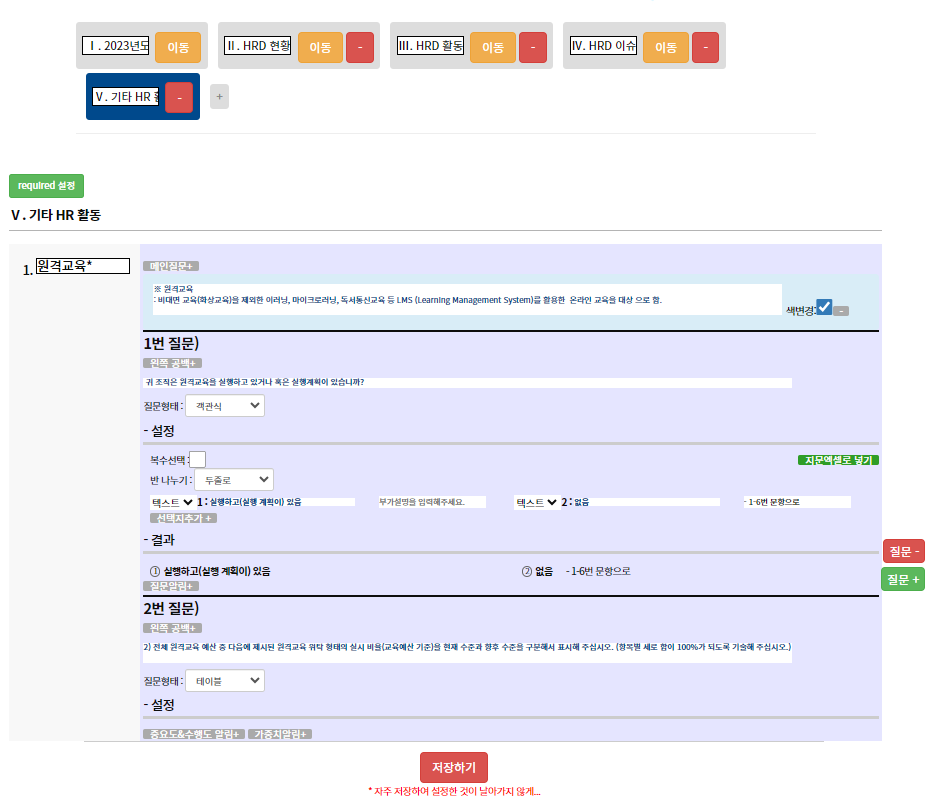 Ⅰ. 2023년도 이동
Ⅱ. HRD 현황 이동 -
Ⅲ. HRD 활동 이동 -
Ⅳ. HRD 이슈 이동 -
Ⅴ. 기타 HR 활 -
+
required 설정
Ⅴ. 기타 HR 활동
1. 원격교육*
메인질문+
※ 원격교육
: 비대면 교육(화상교육)을 제외한 이러닝, 마이크로러닝, 독서통신교육 등 LMS (Learning Management System)를 활용한 온라인 교육을 대상 으로 함.
색변경: -
1번 질문)
왼쪽 공백+
귀 조직은 원격교육을 실행하고 있거나 혹은 실행계획이 있습니까?
질문형태 : 객관식
- 설정
복수선택 :
지문엑셀로 넣기
반 나누기 : 두줄로
텍스트 1 : 실행하고(실행 계획이) 있음 부가설명을 입력해주세요. 텍스트 2 : 없음 - 1-6번 문항으로
선택지추가 +
- 결과
① 실행하고(실행 계획이) 있음 ② 없음 - 1-6번 문항으로
질문알림+
질문 -
질문 +
2번 질문)
왼쪽 공백+
2) 전체 원격교육 예산 중 다음에 제시된 원격교육 위탁 형태의 실시 비율(교육예산 기준)을 현재 수준과 향후 수준을 구분해서 표시해 주십시오. (항목별 세로 합이 100%가 되도록 기술해 주십시오.)
질문형태 : 테이블
- 설정
중요도&수행도 알림+ 가중치알림+
저장하기
* 자주 저장하여 설정한 것이 날아가지 않게...